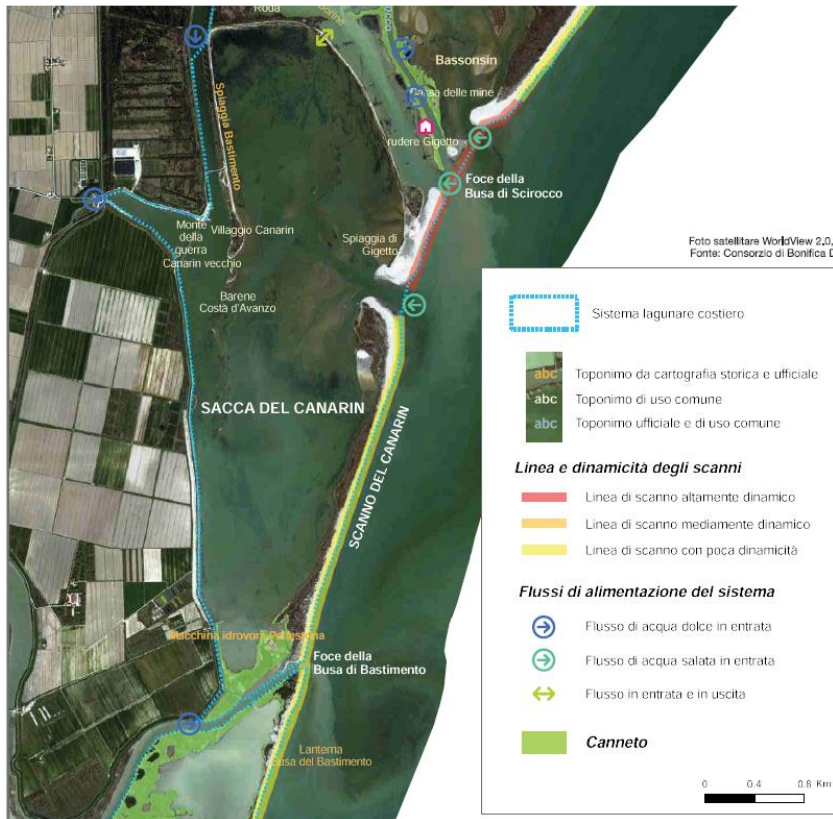 Roda
Bassonsin
Bassa delle mine
rudere Gigetto
Spiaggia Bastimento
Foce della
Busa di Scirocco
Monte
della
guerra
Villaggio Canarin
Canarin vecchio
Spiaggia di
Gigetto
Barene
Costà d'Avanzo
SACCA DEL CANARIN
SCANNO DEL CANARIN
Foce della
Busa di Bastimento
Lanterna
Busa del Bastimento
Foto satellitare WorldView 2.0,
Fonte: Consorzio di Bonifica D
Sistema lagunare costiero
abc Toponimo da cartografia storica e ufficiale
abc Toponimo di uso comune
abc Toponimo ufficiale e di uso comune
Linea e dinamicità degli scanni
Linea di scanno altamente dinamico
Linea di scanno mediamente dinamico
Linea di scanno con poca dinamicità
Flussi di alimentazione del sistema
Flusso di acqua dolce in entrata
Flusso di acqua salata in entrata
Flusso in entrata e in uscita
Canneto
0 0.4 0.8 Km
Macchina idrovora